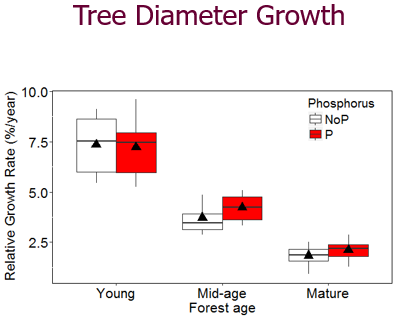 Tree Diameter Growth
Relative Growth Rate (%/year)
10.0
7.5
5.0
2.5
Phosphorus
NoP
P
Young Mid-age Mature
Forest age